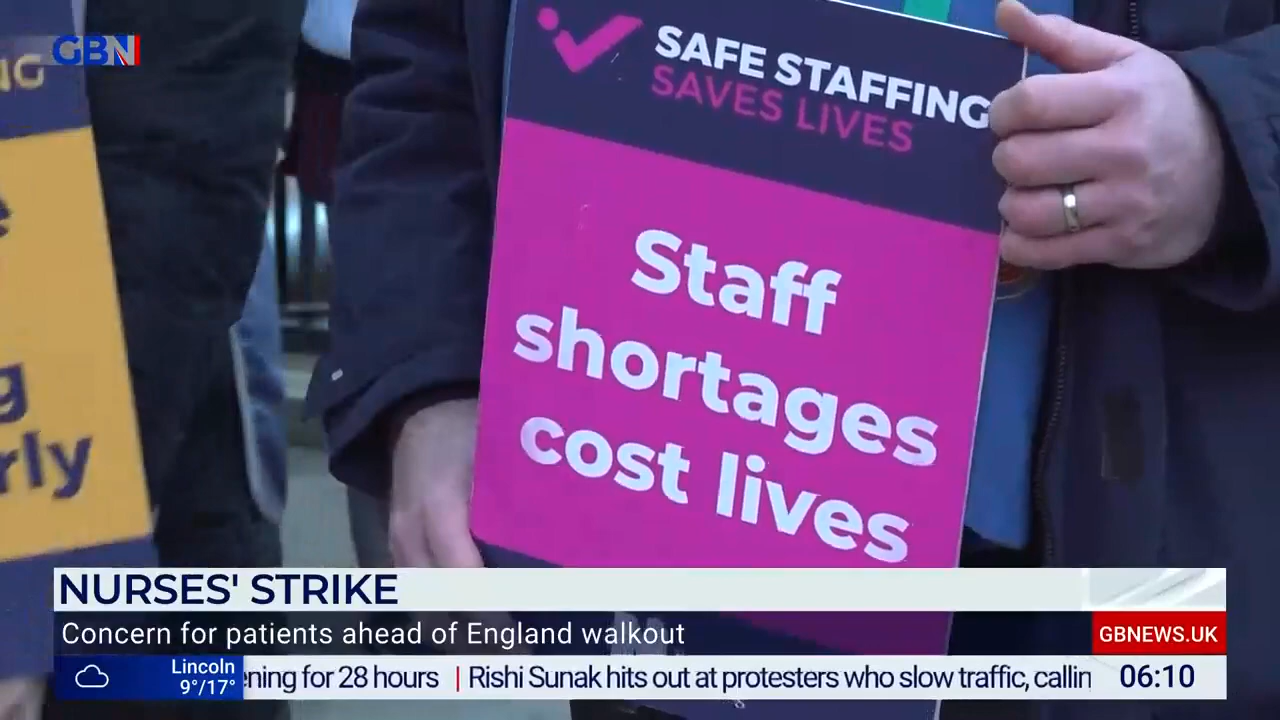 GBN
NG
SAFE STAFFING
SAVES LIVES
Staff
shortages
cost lives
g
rly
NURSES' STRIKE
Concern for patients ahead of England walkout
GBNEWS.UK
Lincoln
9°/17°
ening for 28 hours | Rishi Sunak hits out at protesters who slow traffic, callin
06:10